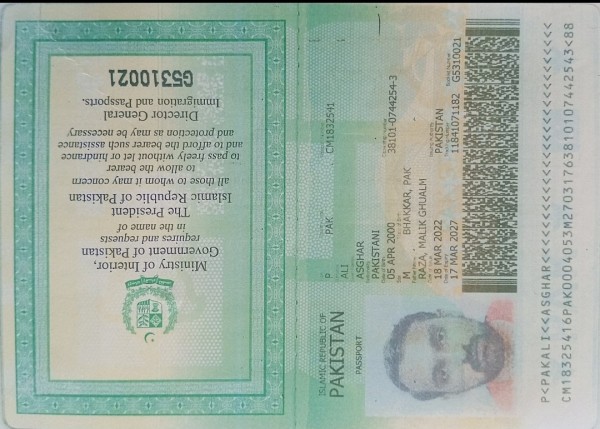 Ministry of Interior,
Government of Pakistan
requires and requests
in the name of
The President
Islamic Republic of Pakistan
all those to whom it may concern
to allow the bearer
to pass freely without let or hindrance
and to afford the bearer such assistance
and protection as may be necessary
Director General
Immigration and Passports.
G5310021
ISLAMIC REPUBLIC OF
PAKISTAN
PASSPORT
P PAK CM1832541
ALI
ASGHAR
PAKISTANI
05 APR 2000 38101-0744254-3
M BHAKKAR, PAK
RAZA, MALIK GHUALM
18 MAR 2022 PAKISTAN
17 MAR 2027 11841071182 G5310021
P<PAKALI<<ASGHAR<<<<<<<<<<<<<<<<<<<<<<<<<<<<
CM18325416PAK0004053M27031763810107442543<88